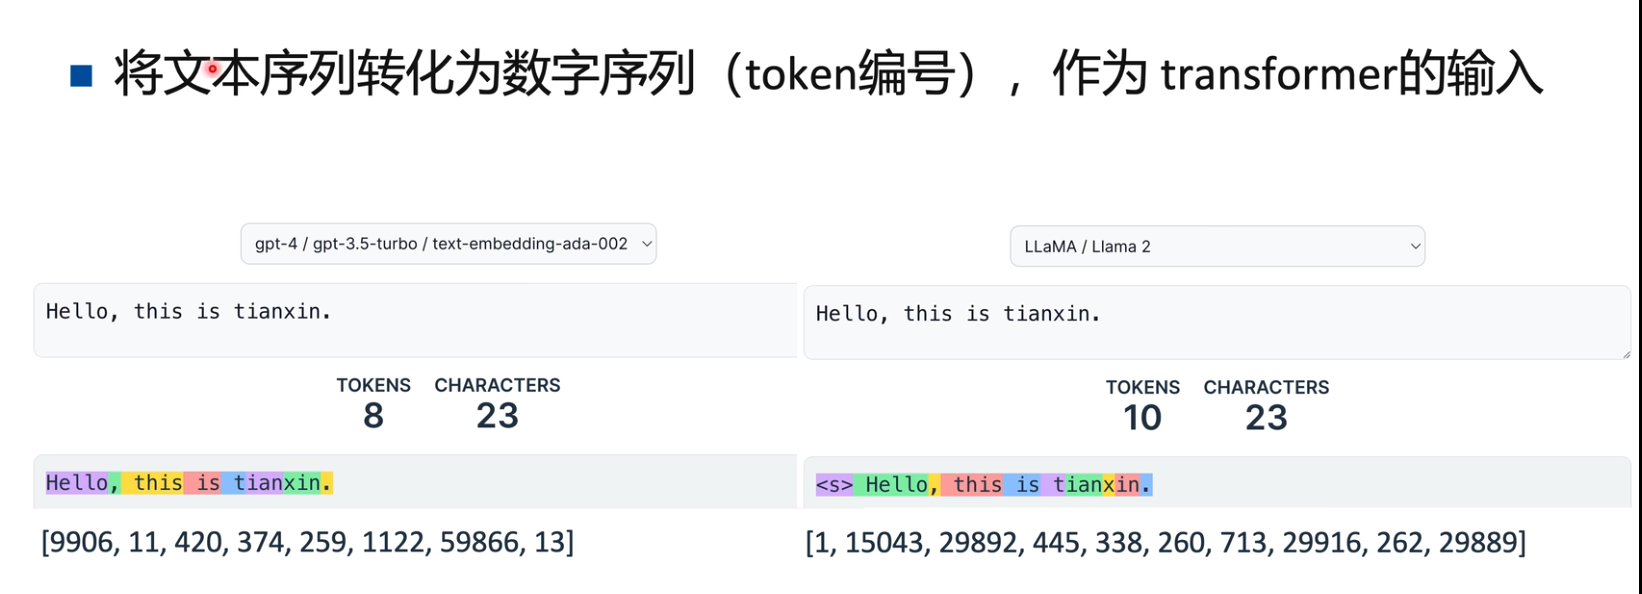 将文本序列转化为数字序列（token编号），作为 transformer的输入
gpt-4 / gpt-3.5-turbo / text-embedding-ada-002
Hello, this is tianxin.
TOKENS CHARACTERS
8 23
Hello, this is tianxin.
[9906, 11, 420, 374, 259, 1122, 59866, 13]
LLaMA / Llama 2
Hello, this is tianxin.
TOKENS CHARACTERS
10 23
<s> Hello, this is tianxin.
[1, 15043, 29892, 445, 338, 260, 713, 29916, 262, 29889]